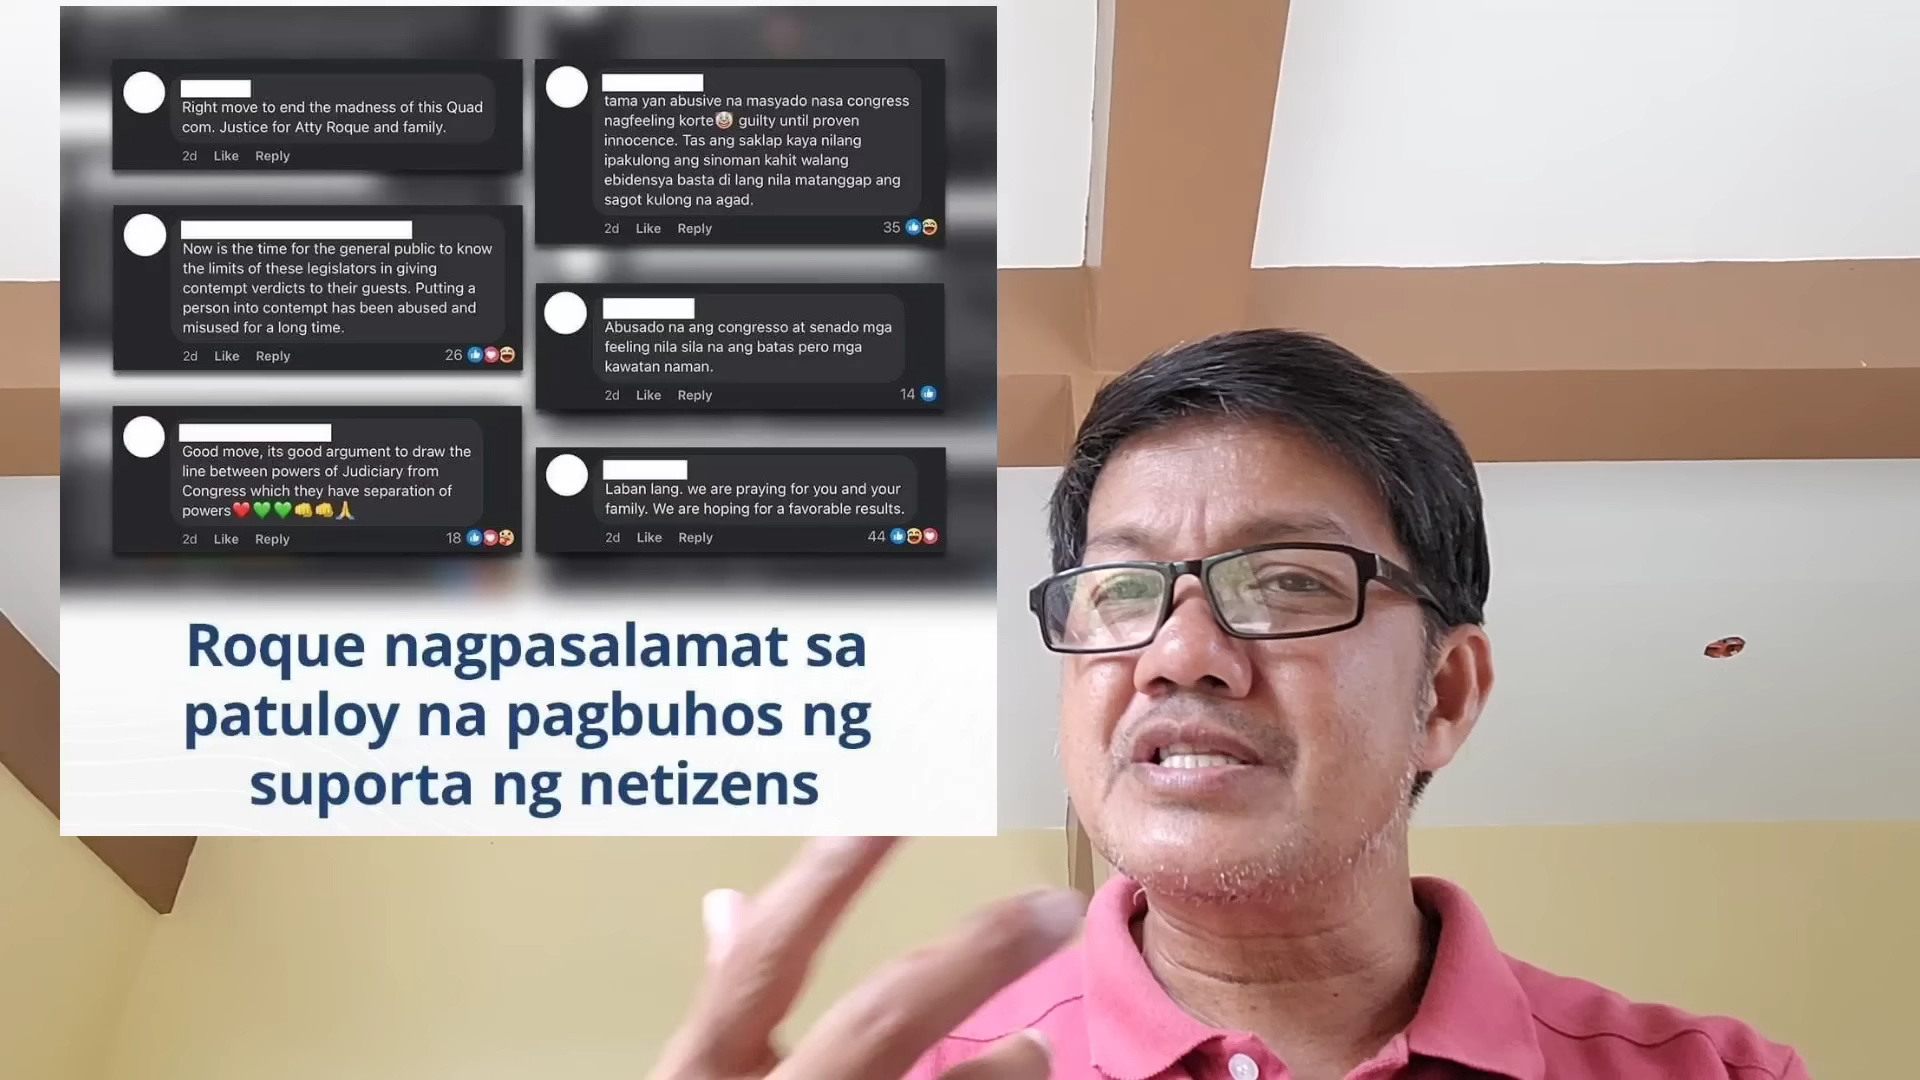 Right move to end the madness of this Quad
com. Justice for Atty Roque and family.
2d Like Reply
Now is the time for the general public to know
the limits of these legislators in giving
contempt verdicts to their guests. Putting a
person into contempt has been abused and
misused for a long time.
2d Like Reply 26
Good move, its good argument to draw the
line between powers of Judiciary from
Congress which they have separation of
powers❤️💚💚👊👊🙏
2d Like Reply 18
tama yan abusive na masyado nasa congress
nagfeeling korte🤡 guilty until proven
innocence. Tas ang saklap kaya nilang
ipakulong ang sinoman kahit walang
ebidensya basta di lang nila matanggap ang
sagot kulong na agad.
2d Like Reply 35
Abusado na ang congresso at senado mga
feeling nila sila na ang batas pero mga
kawatan naman.
2d Like Reply 14
Laban lang. we are praying for you and your
family. We are hoping for a favorable results.
2d Like Reply 44
Roque nagpasalamat sa
patuloy na pagbuhos ng
suporta ng netizens